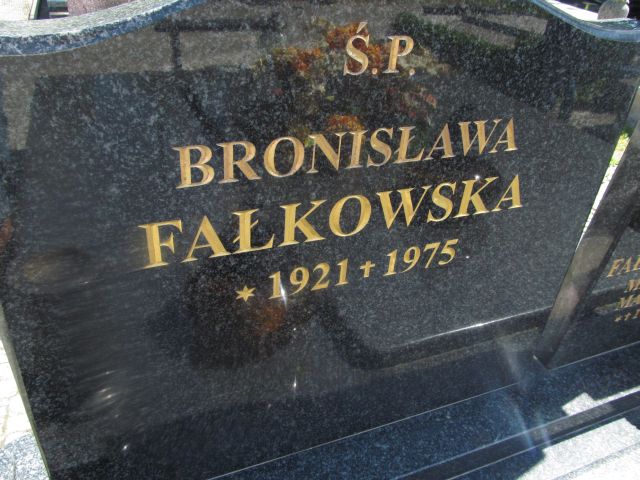 Ś.P.
BRONISŁAWA
FAŁKOWSKA
* 1921 † 1975